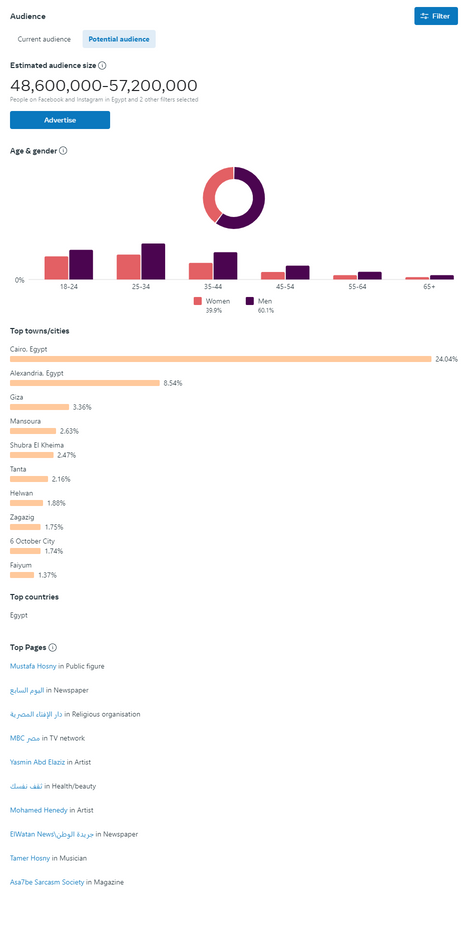 Audience
Filter
Current audience
Potential audience
Estimated audience size
48,600,000-57,200,000
People on Facebook and Instagram in Egypt and 2 other filters selected
Advertise
Age & gender
0%
18-24 25-34 35-44 45-54 55-64 65+
Women Men
39.9% 60.1%
Top towns/cities
Cairo, Egypt
24.04%
Alexandria, Egypt
8.54%
Giza
3.36%
Mansoura
2.63%
Shubra El Kheima
2.47%
Tanta
2.16%
Helwan
1.88%
Zagazig
1.75%
6 October City
1.74%
Faiyum
1.37%
Top countries
Egypt
Top Pages
Mustafa Hosny in Public figure
اليوم السابع in Newspaper
دار الإفتاء المصرية in Religious organisation
MBC مصر in TV network
Yasmin Abd Elaziz in Artist
ثقف نفسك in Health/beauty
Mohamed Henedy in Artist
ElWatan News\جريدة الوطن in Newspaper
Tamer Hosny in Musician
Asa7be Sarcasm Society in Magazine